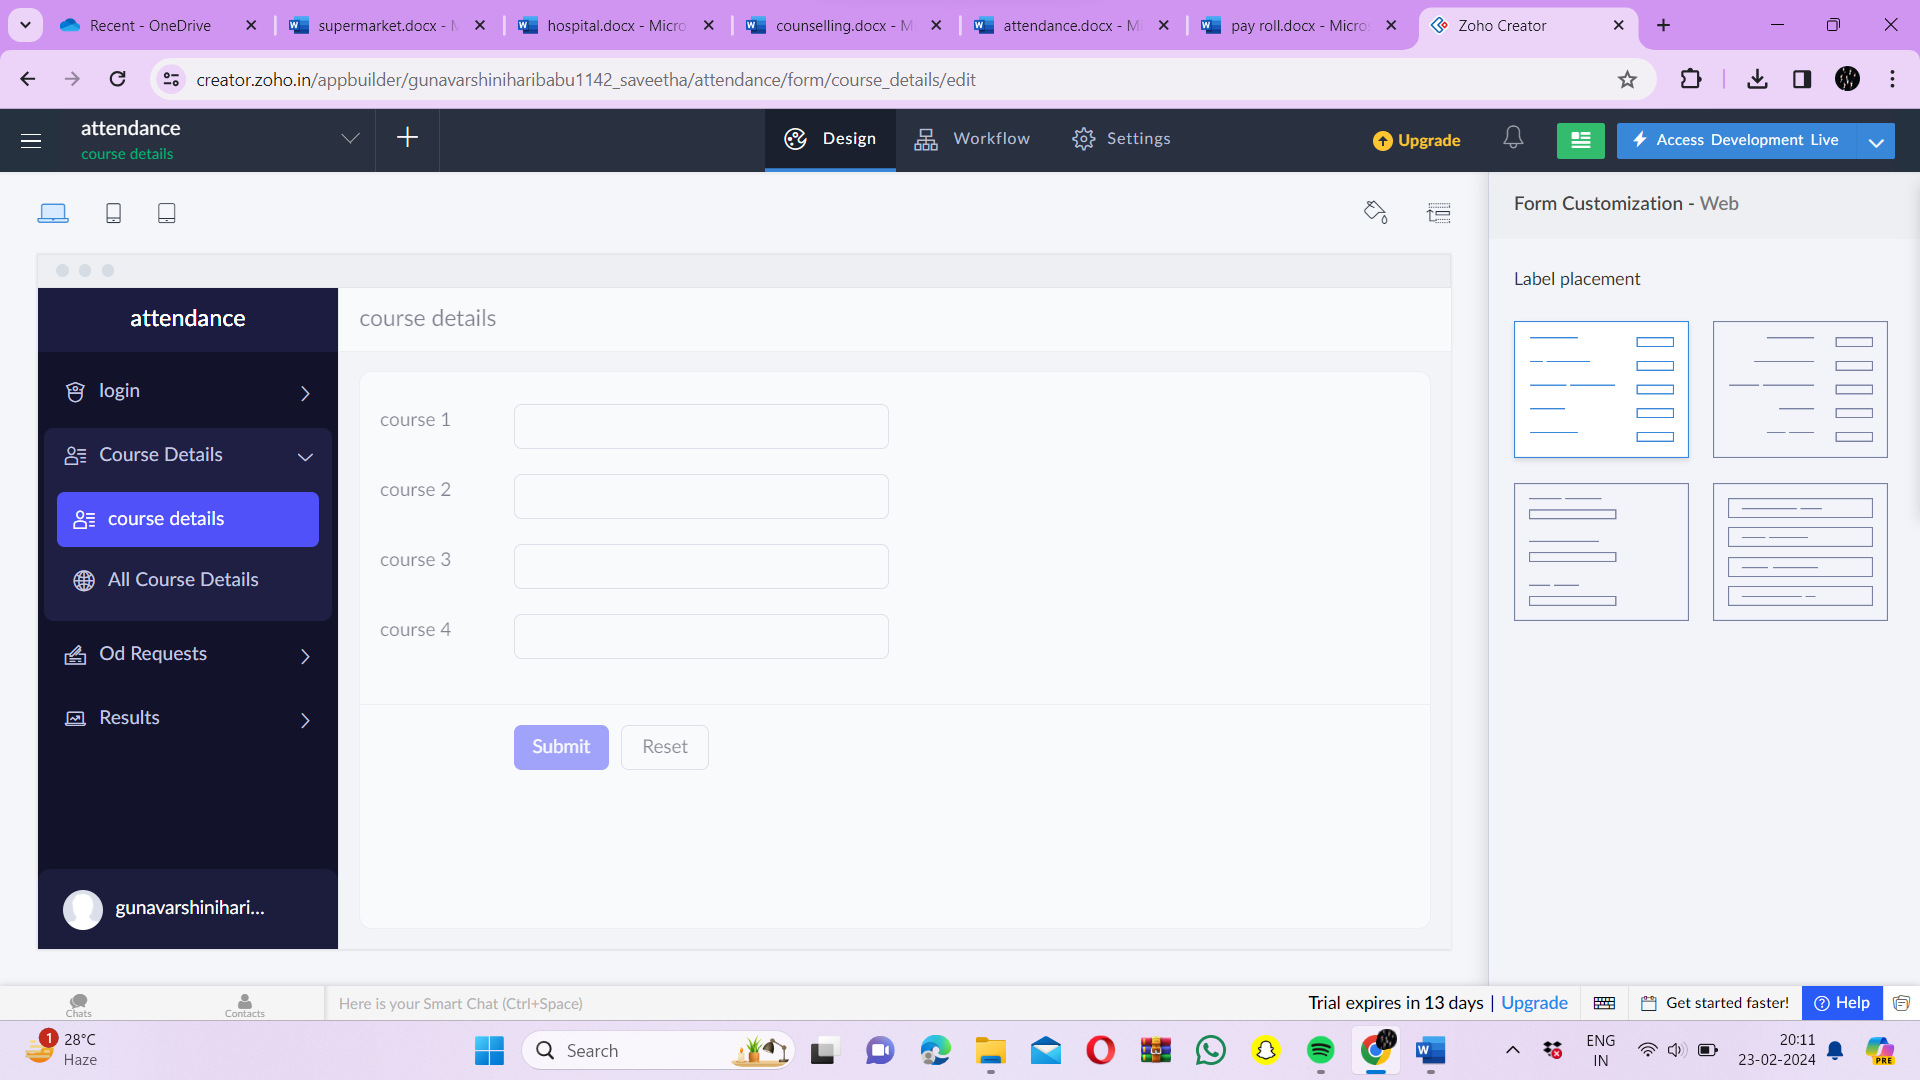 Recent - OneDrive
supermarket.docx -
hospital.docx - Micro
counselling.docx - M
attendance.docx - Mi
pay roll.docx - Micro
Zoho Creator
creator.zoho.in/appbuilder/gunavarshiniharibabu1142_saveetha/attendance/form/course_details/edit
attendance
course details
Design
Workflow
Settings
Upgrade
Access Development Live
Form Customization - Web
Label placement
attendance
course details
login
Course Details
course details
All Course Details
Od Requests
Results
course 1
course 2
course 3
course 4
Submit
Reset
gunavarshinihari...
Chats
Contacts
Here is your Smart Chat (Ctrl+Space)
Trial expires in 13 days | Upgrade
Get started faster!
Help
1
28°C
Haze
Search
ENG
IN
20:11
23-02-2024
PRE